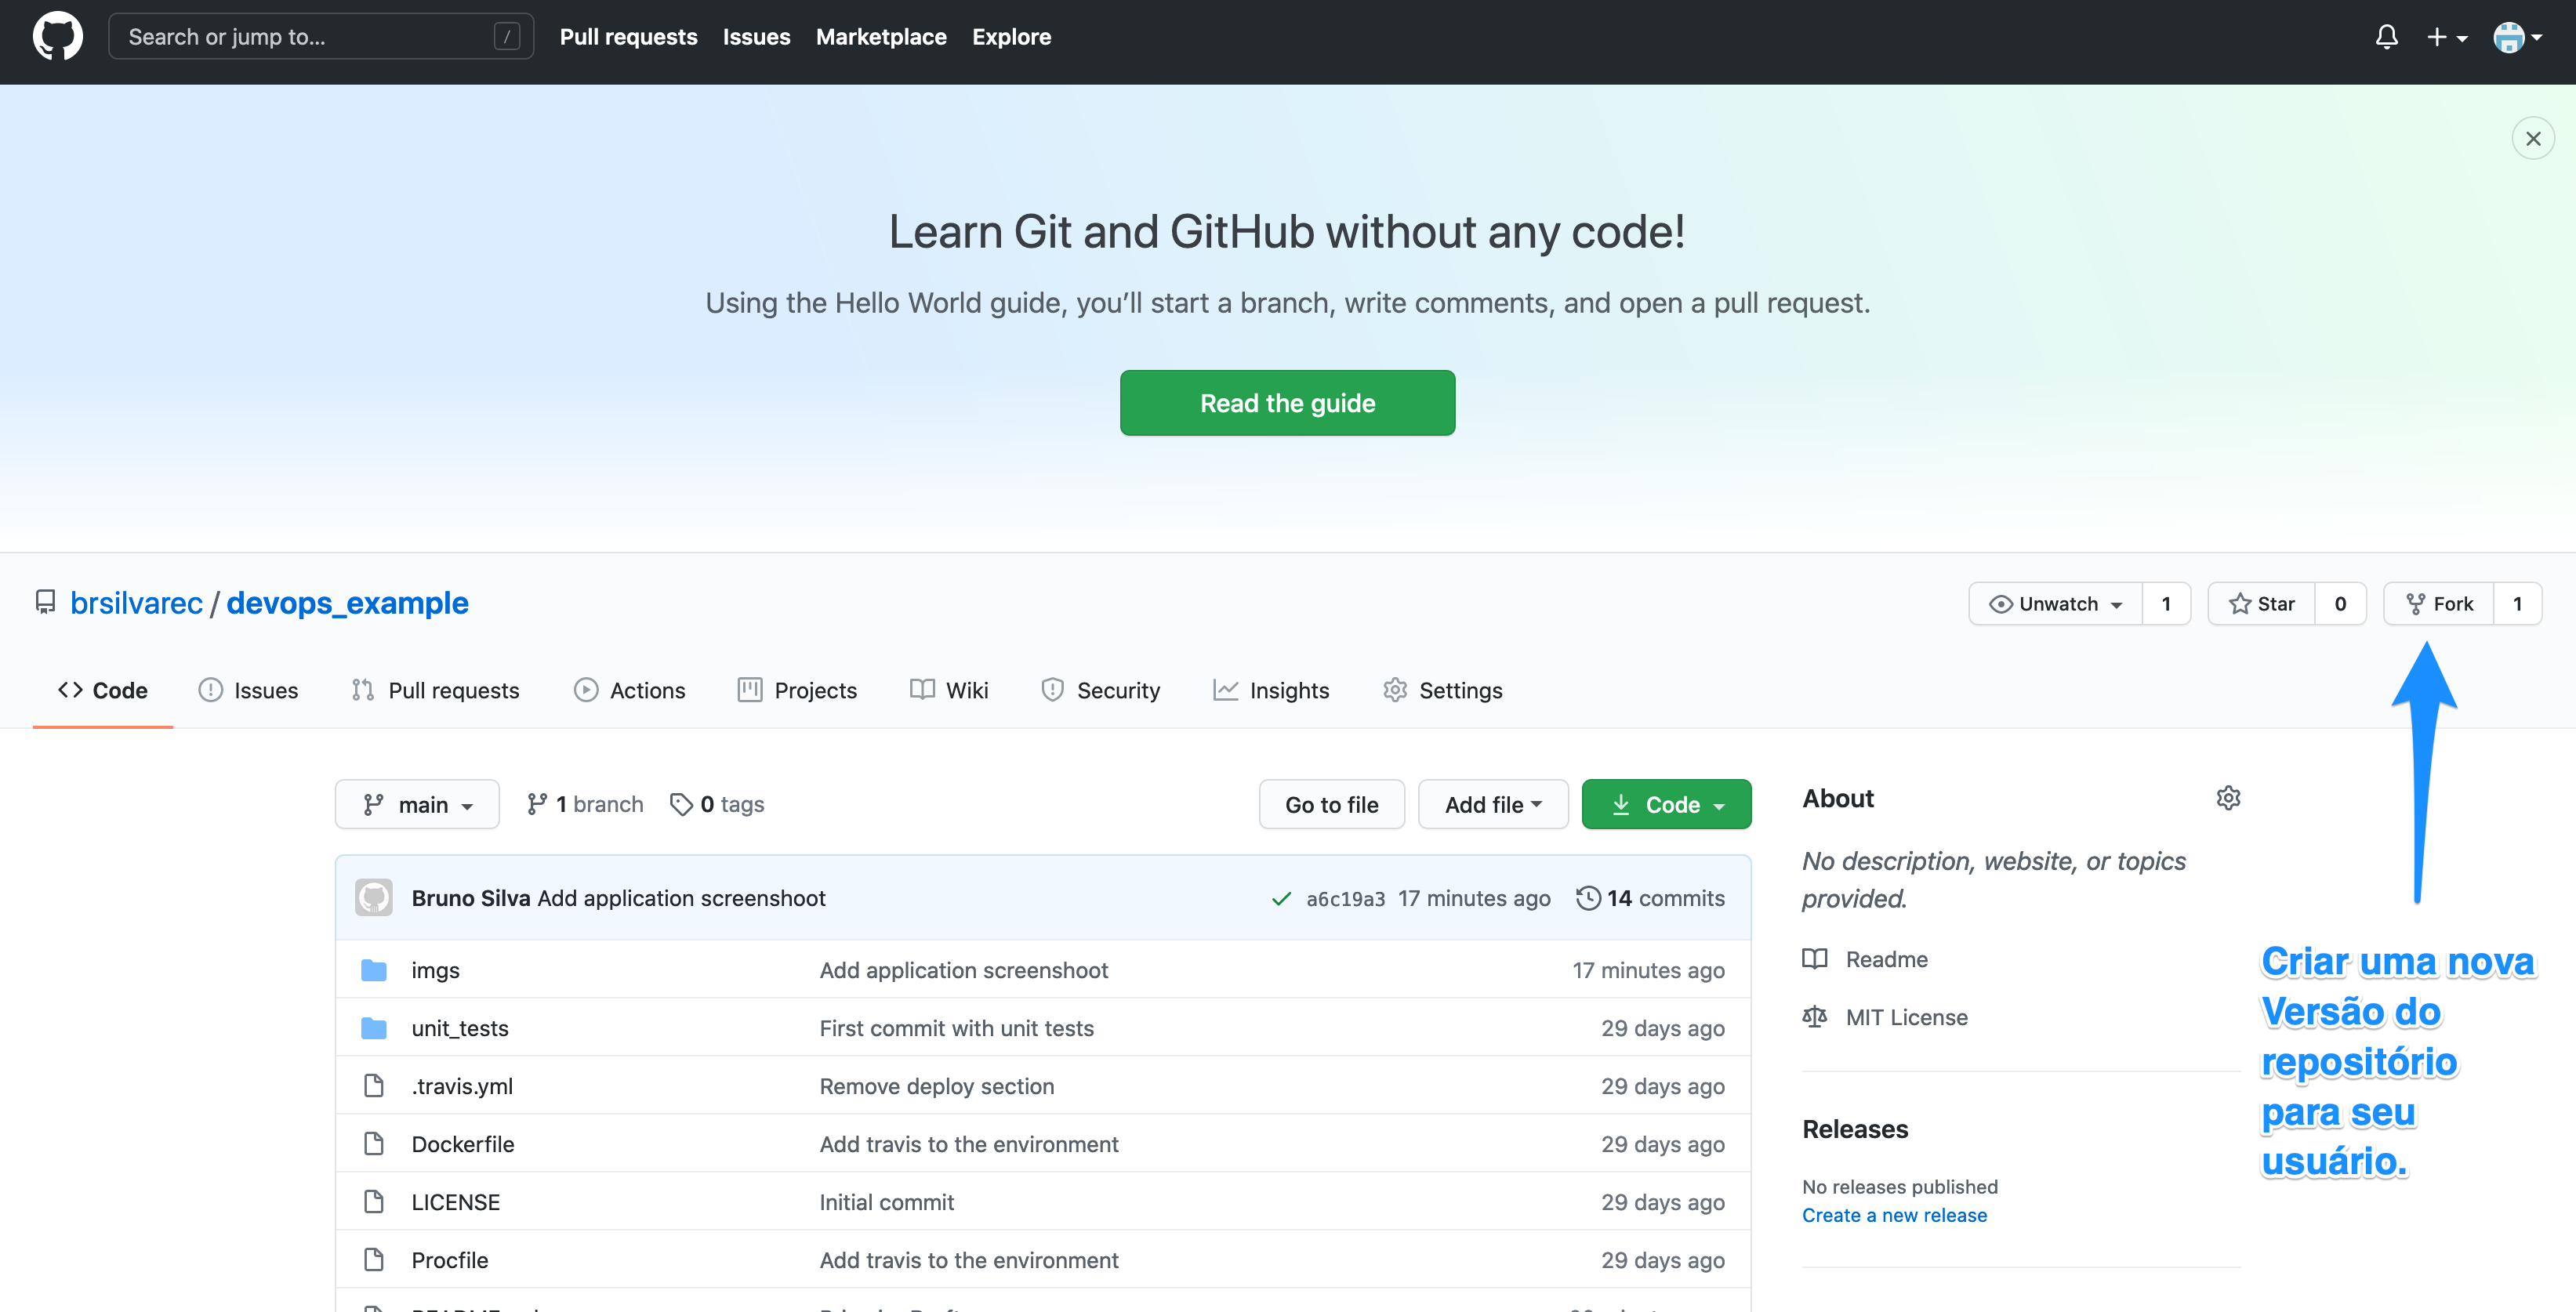 Search or jump to... /
Pull requests Issues Marketplace Explore
Learn Git and GitHub without any code!
Using the Hello World guide, you’ll start a branch, write comments, and open a pull request.
Read the guide
brsilvarec / devops_example
Unwatch 1 Star 0 Fork 1
Code Issues Pull requests Actions Projects Wiki Security Insights Settings
main 1 branch 0 tags Go to file Add file Code
Bruno Silva Add application screenshoot a6c19a3 17 minutes ago 14 commits
imgs Add application screenshoot 17 minutes ago
unit_tests First commit with unit tests 29 days ago
.travis.yml Remove deploy section 29 days ago
Dockerfile Add travis to the environment 29 days ago
LICENSE Initial commit 29 days ago
Procfile Add travis to the environment 29 days ago
About
No description, website, or topics
provided.
Readme
MIT License
Releases
No releases published
Create a new release
Criar uma nova
Versão do
repositório
para seu
usuário.